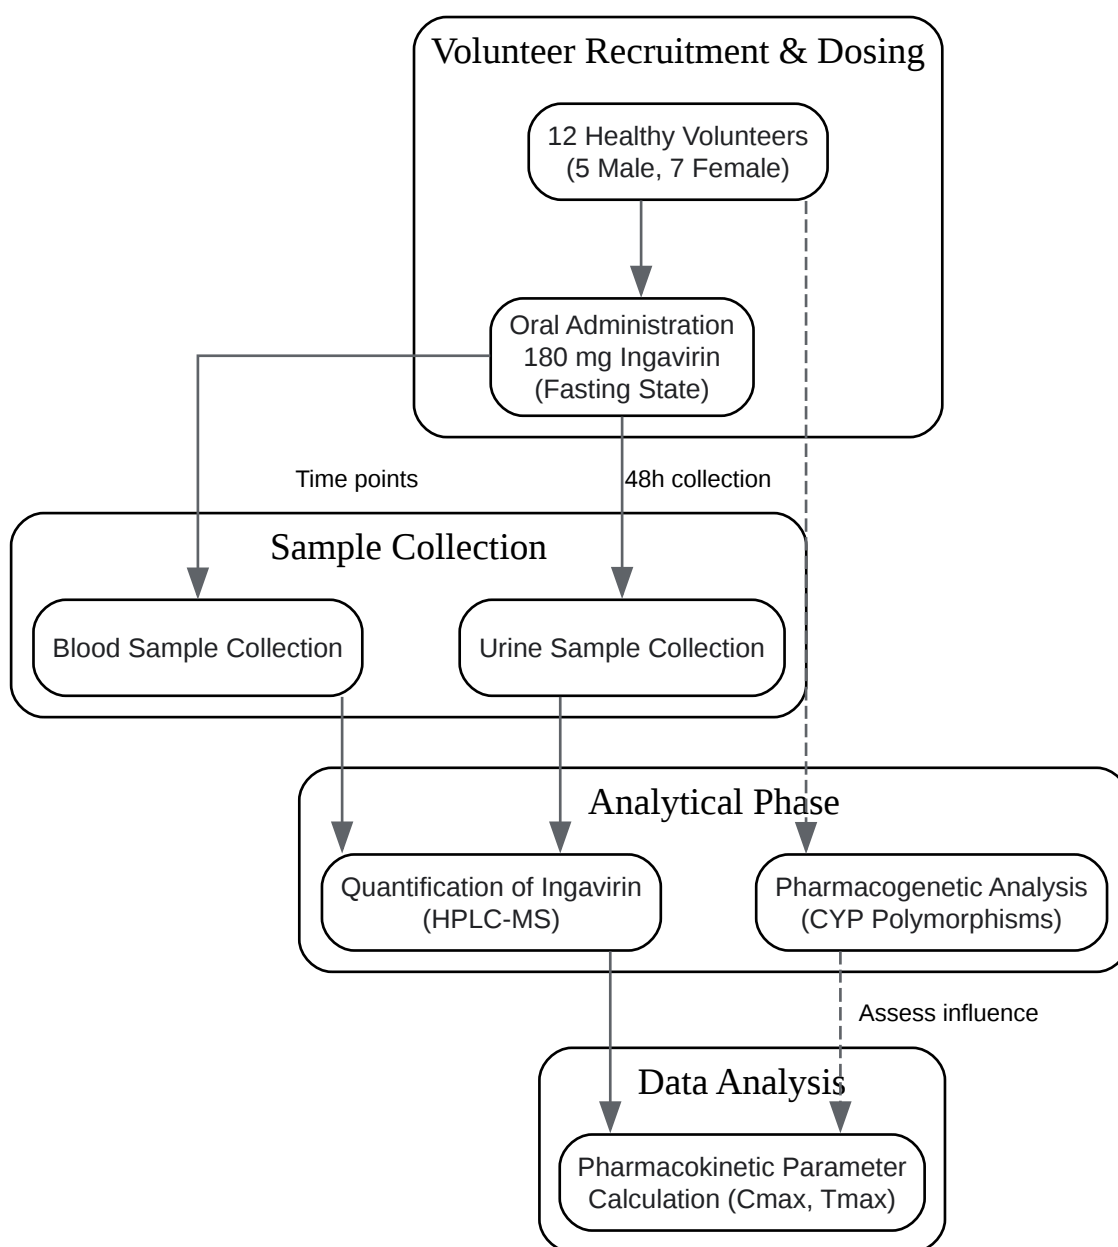 Volunteer Recruitment & Dosing
12 Healthy Volunteers
(5 Male, 7 Female)
Oral Administration
180 mg Ingavirin
(Fasting State)
Time points
48h collection
Sample Collection
Blood Sample Collection
Urine Sample Collection
Analytical Phase
Quantification of Ingavirin
(HPLC-MS)
Pharmacogenetic Analysis
(CYP Polymorphisms)
Assess influence
Data Analysis
Pharmacokinetic Parameter
Calculation (Cmax, Tmax)